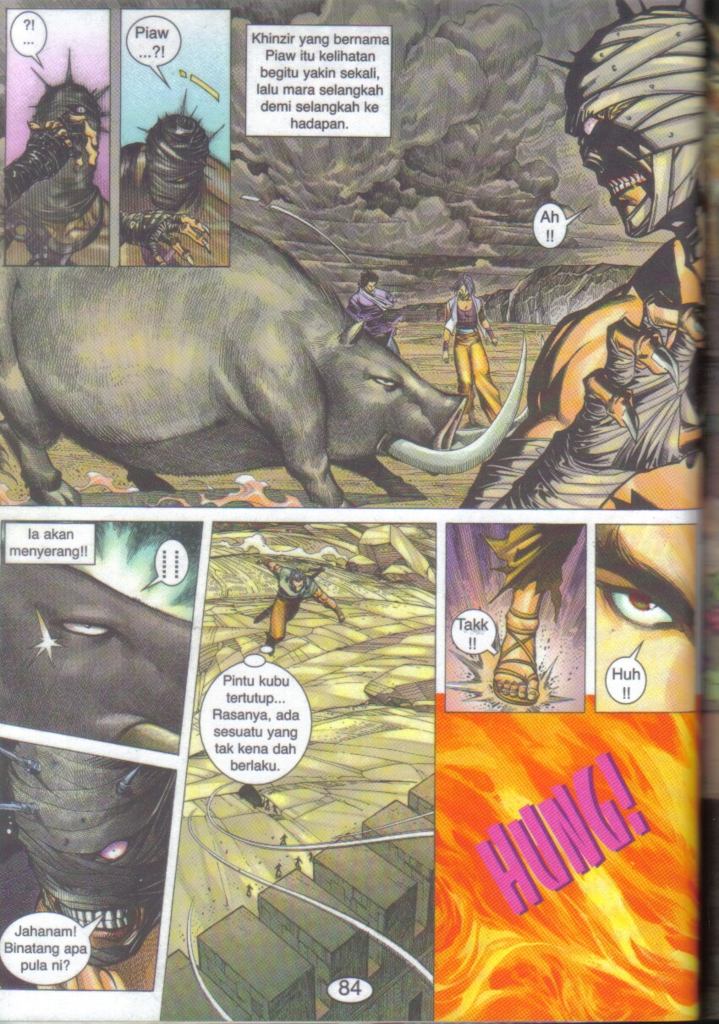 ?!
...
Piaw
...?!
Khinzir yang bernama
Piaw itu kelihatan
begitu yakin sekali,
lalu mara selangkah
demi selangkah ke
hadapan.
Ah
!!
Ia akan
menyerang!!
!!
Jahanam!
Binatang apa
pula ni?
Pintu kubu
tertutup...
Rasanya, ada
sesuatu yang
tak kena dah
berlaku.
Takk
!!
Huh
!!
HUNG!
84